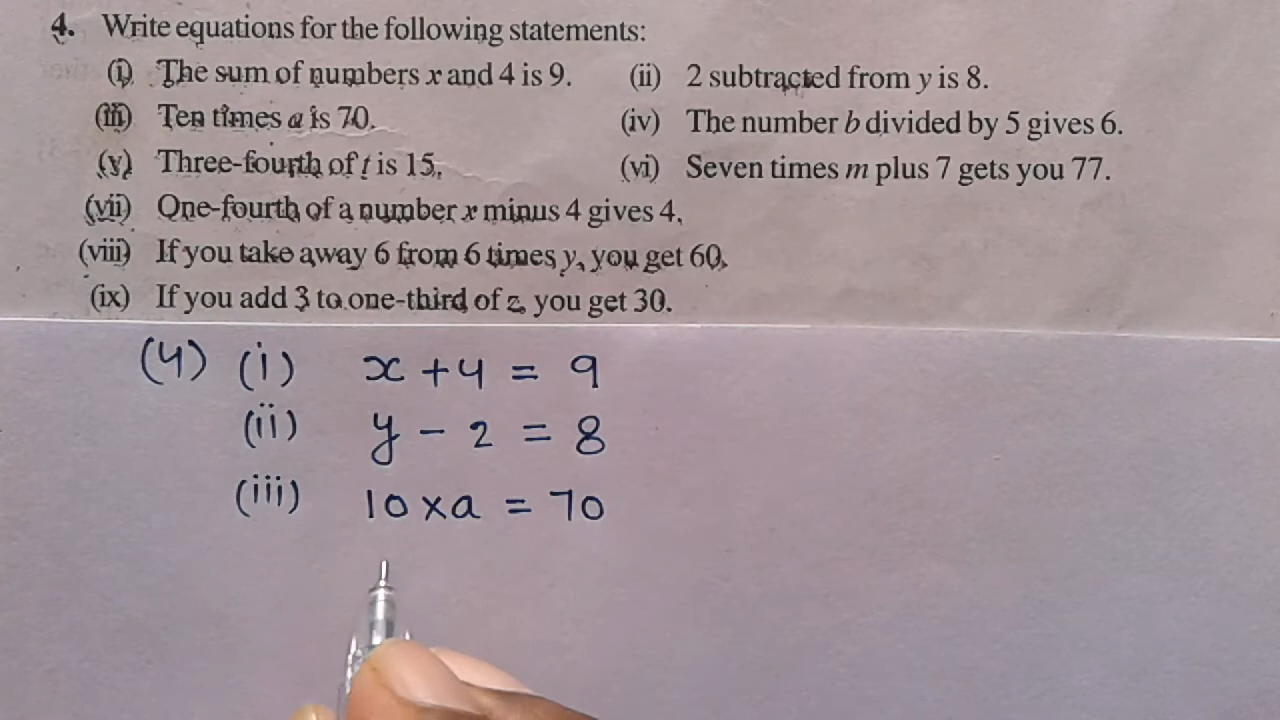 4. Write equations for the following statements:
(i) The sum of numbers x and 4 is 9. (ii) 2 subtracted from y is 8.
(iii) Ten times a is 70. (iv) The number b divided by 5 gives 6.
(v) Three-fourth of t is 15. (vi) Seven times m plus 7 gets you 77.
(vii) One-fourth of a number x minus 4 gives 4.
(viii) If you take away 6 from 6 times y, you get 60.
(ix) If you add 3 to one-third of z, you get 30.
(4) (i) x + 4 = 9
(ii) y - 2 = 8
(iii) 10 × a = 70